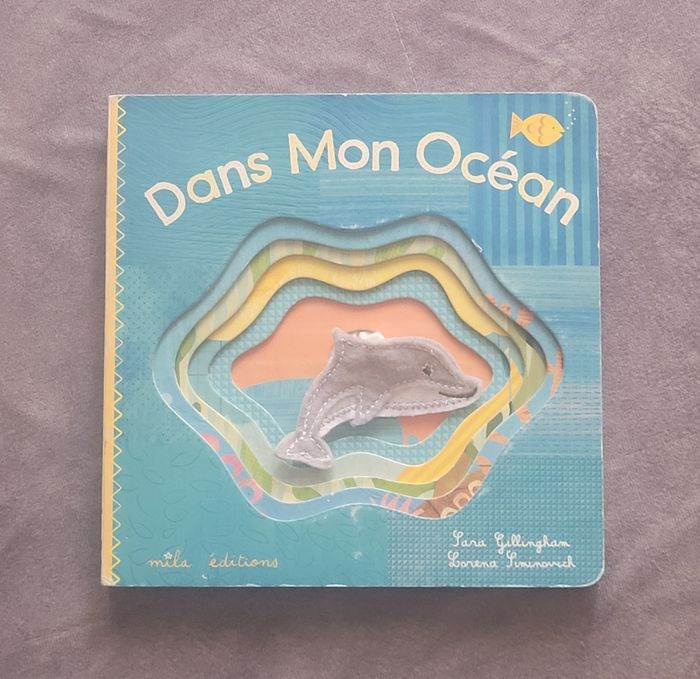 Dans Mon Océan
Sara Gillingham
Lorena Siminovich
mila éditions